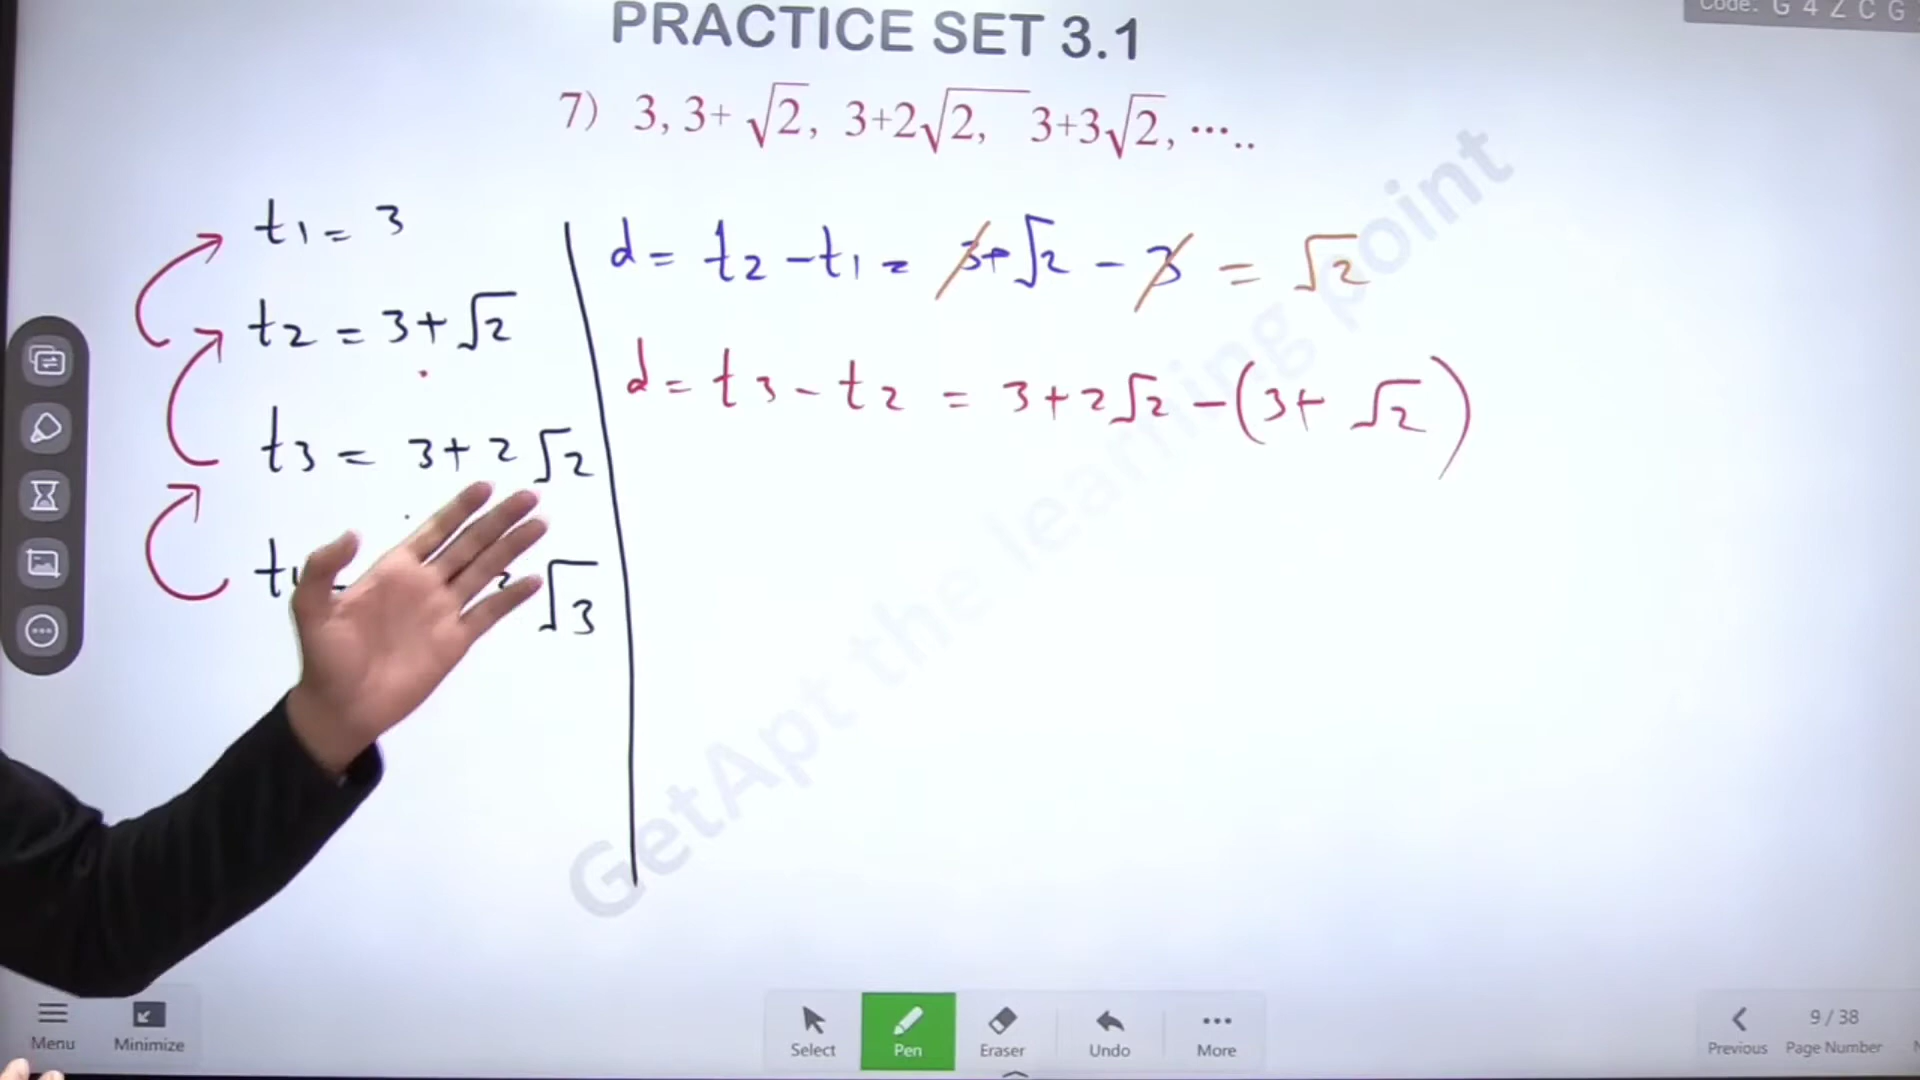 Code: G 4 Z C G
PRACTICE SET 3.1
7) 3, 3+ √2, 3+2√2, 3+3√2, .....
t1 = 3
t2 = 3+√2
t3 = 3+2√2
√3
d = t2 - t1 = 3+√2 - 3 = √2
d = t3 - t2 = 3+2√2 - (3+ √2)
GetApt the learning point
Menu
Minimize
Select
Pen
Eraser
Undo
More
Previous
9 / 38
Page Number